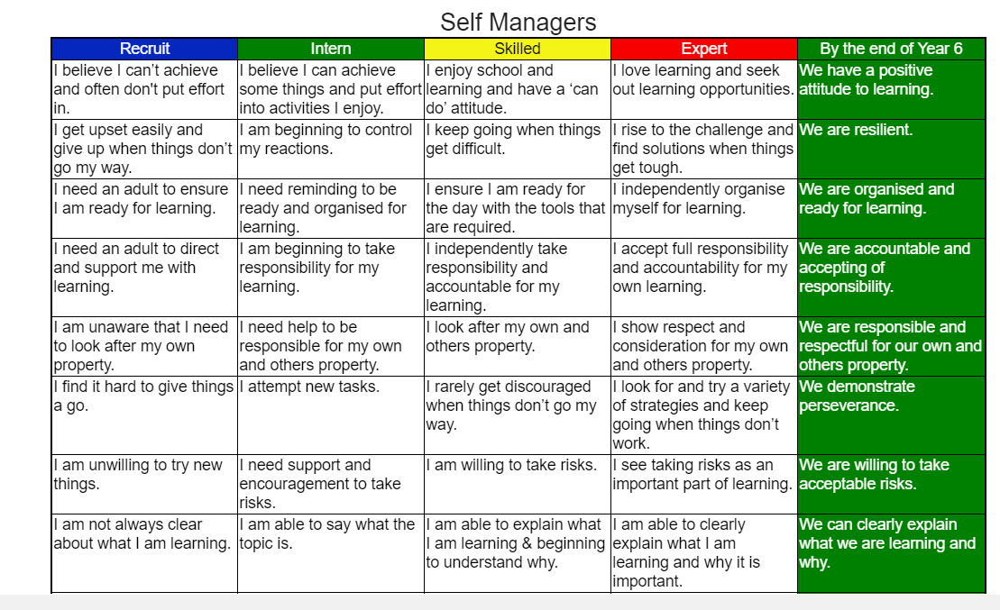 Self Managers
Recruit
Intern
Skilled
Expert
By the end of Year 6
I believe I can’t achieve
and often don't put effort
in.
I believe I can achieve
some things and put effort
into activities I enjoy.
I enjoy school and
learning and have a ‘can
do’ attitude.
I love learning and seek
out learning opportunities.
We have a positive
attitude to learning.
I get upset easily and
give up when things don’t
go my way.
I am beginning to control
my reactions.
I keep going when things
get difficult.
I rise to the challenge and
find solutions when things
get tough.
We are resilient.
I need an adult to ensure
I am ready for learning.
I need reminding to be
ready and organised for
learning.
I ensure I am ready for
the day with the tools that
are required.
I independently organise
myself for learning.
We are organised and
ready for learning.
I need an adult to direct
and support me with
learning.
I am beginning to take
responsibility for my
learning.
I independently take
responsibility and
accountable for my
learning.
I accept full responsibility
and accountability for my
own learning.
We are accountable and
accepting of
responsibility.
I am unaware that I need
to look after my own
property.
I need help to be
responsible for my own
and others property.
I look after my own and
others property.
I show respect and
consideration for my own
and others property.
We are responsible and
respectful for our own and
others property.
I find it hard to give things
a go.
I attempt new tasks.
I rarely get discouraged
when things don’t go my
way.
I look for and try a variety
of strategies and keep
going when things don’t
work.
We demonstrate
perseverance.
I am unwilling to try new
things.
I need support and
encouragement to take
risks.
I am willing to take risks.
I see taking risks as an
important part of learning.
We are willing to take
acceptable risks.
I am not always clear
about what I am learning.
I am able to say what the
topic is.
I am able to explain what
I am learning & beginning
to understand why.
I am able to clearly
explain what I am
learning and why it is
important.
We can clearly explain
what we are learning and
why.